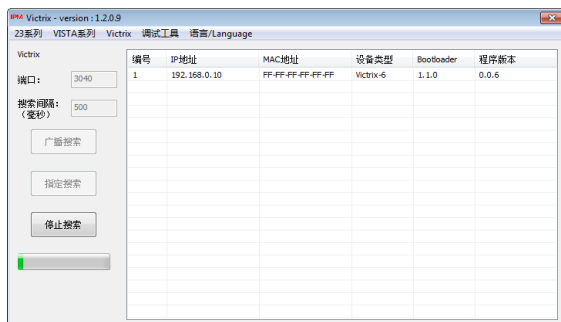 IPM Victrix - version : 1.2.0.9
23系列 VISTA系列 Victrix 调试工具 语言/Language
Victrix
端口: 3040
搜索间隔:
（毫秒） 500
广播搜索
指定搜索
停止搜索
编号 IP地址 MAC地址 设备类型 Bootloader 程序版本
1 192.168.0.10 FF-FF-FF-FF-FF-FF Victrix-6 1.1.0 0.0.6